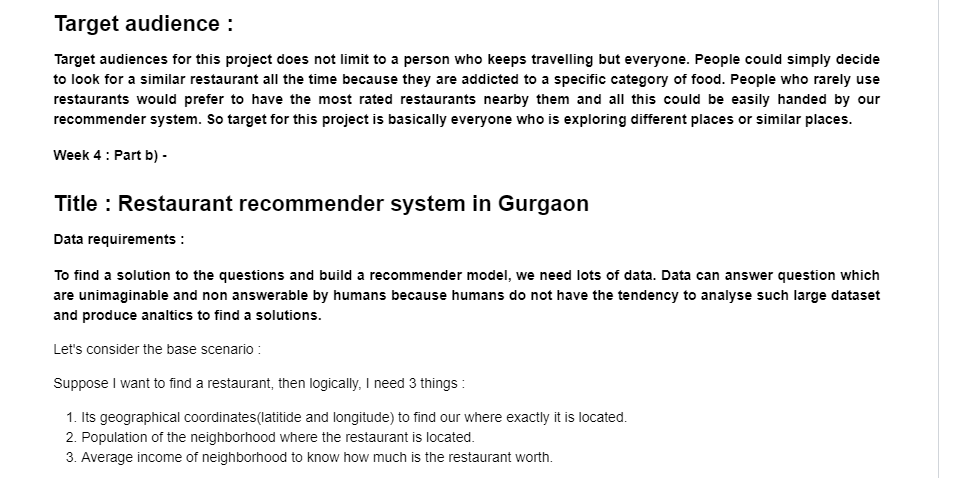 Target audience :
Target audiences for this project does not limit to a person who keeps travelling but everyone. People could simply decide
to look for a similar restaurant all the time because they are addicted to a specific category of food. People who rarely use
restaurants would prefer to have the most rated restaurants nearby them and all this could be easily handed by our
recommender system. So target for this project is basically everyone who is exploring different places or similar places.
Week 4 : Part b) -
Title : Restaurant recommender system in Gurgaon
Data requirements :
To find a solution to the questions and build a recommender model, we need lots of data. Data can answer question which
are unimaginable and non answerable by humans because humans do not have the tendency to analyse such large dataset
and produce analtics to find a solutions.
Let's consider the base scenario :
Suppose I want to find a restaurant, then logically, I need 3 things :
1. Its geographical coordinates(latitide and longitude) to find our where exactly it is located.
2. Population of the neighborhood where the restaurant is located.
3. Average income of neighborhood to know how much is the restaurant worth.